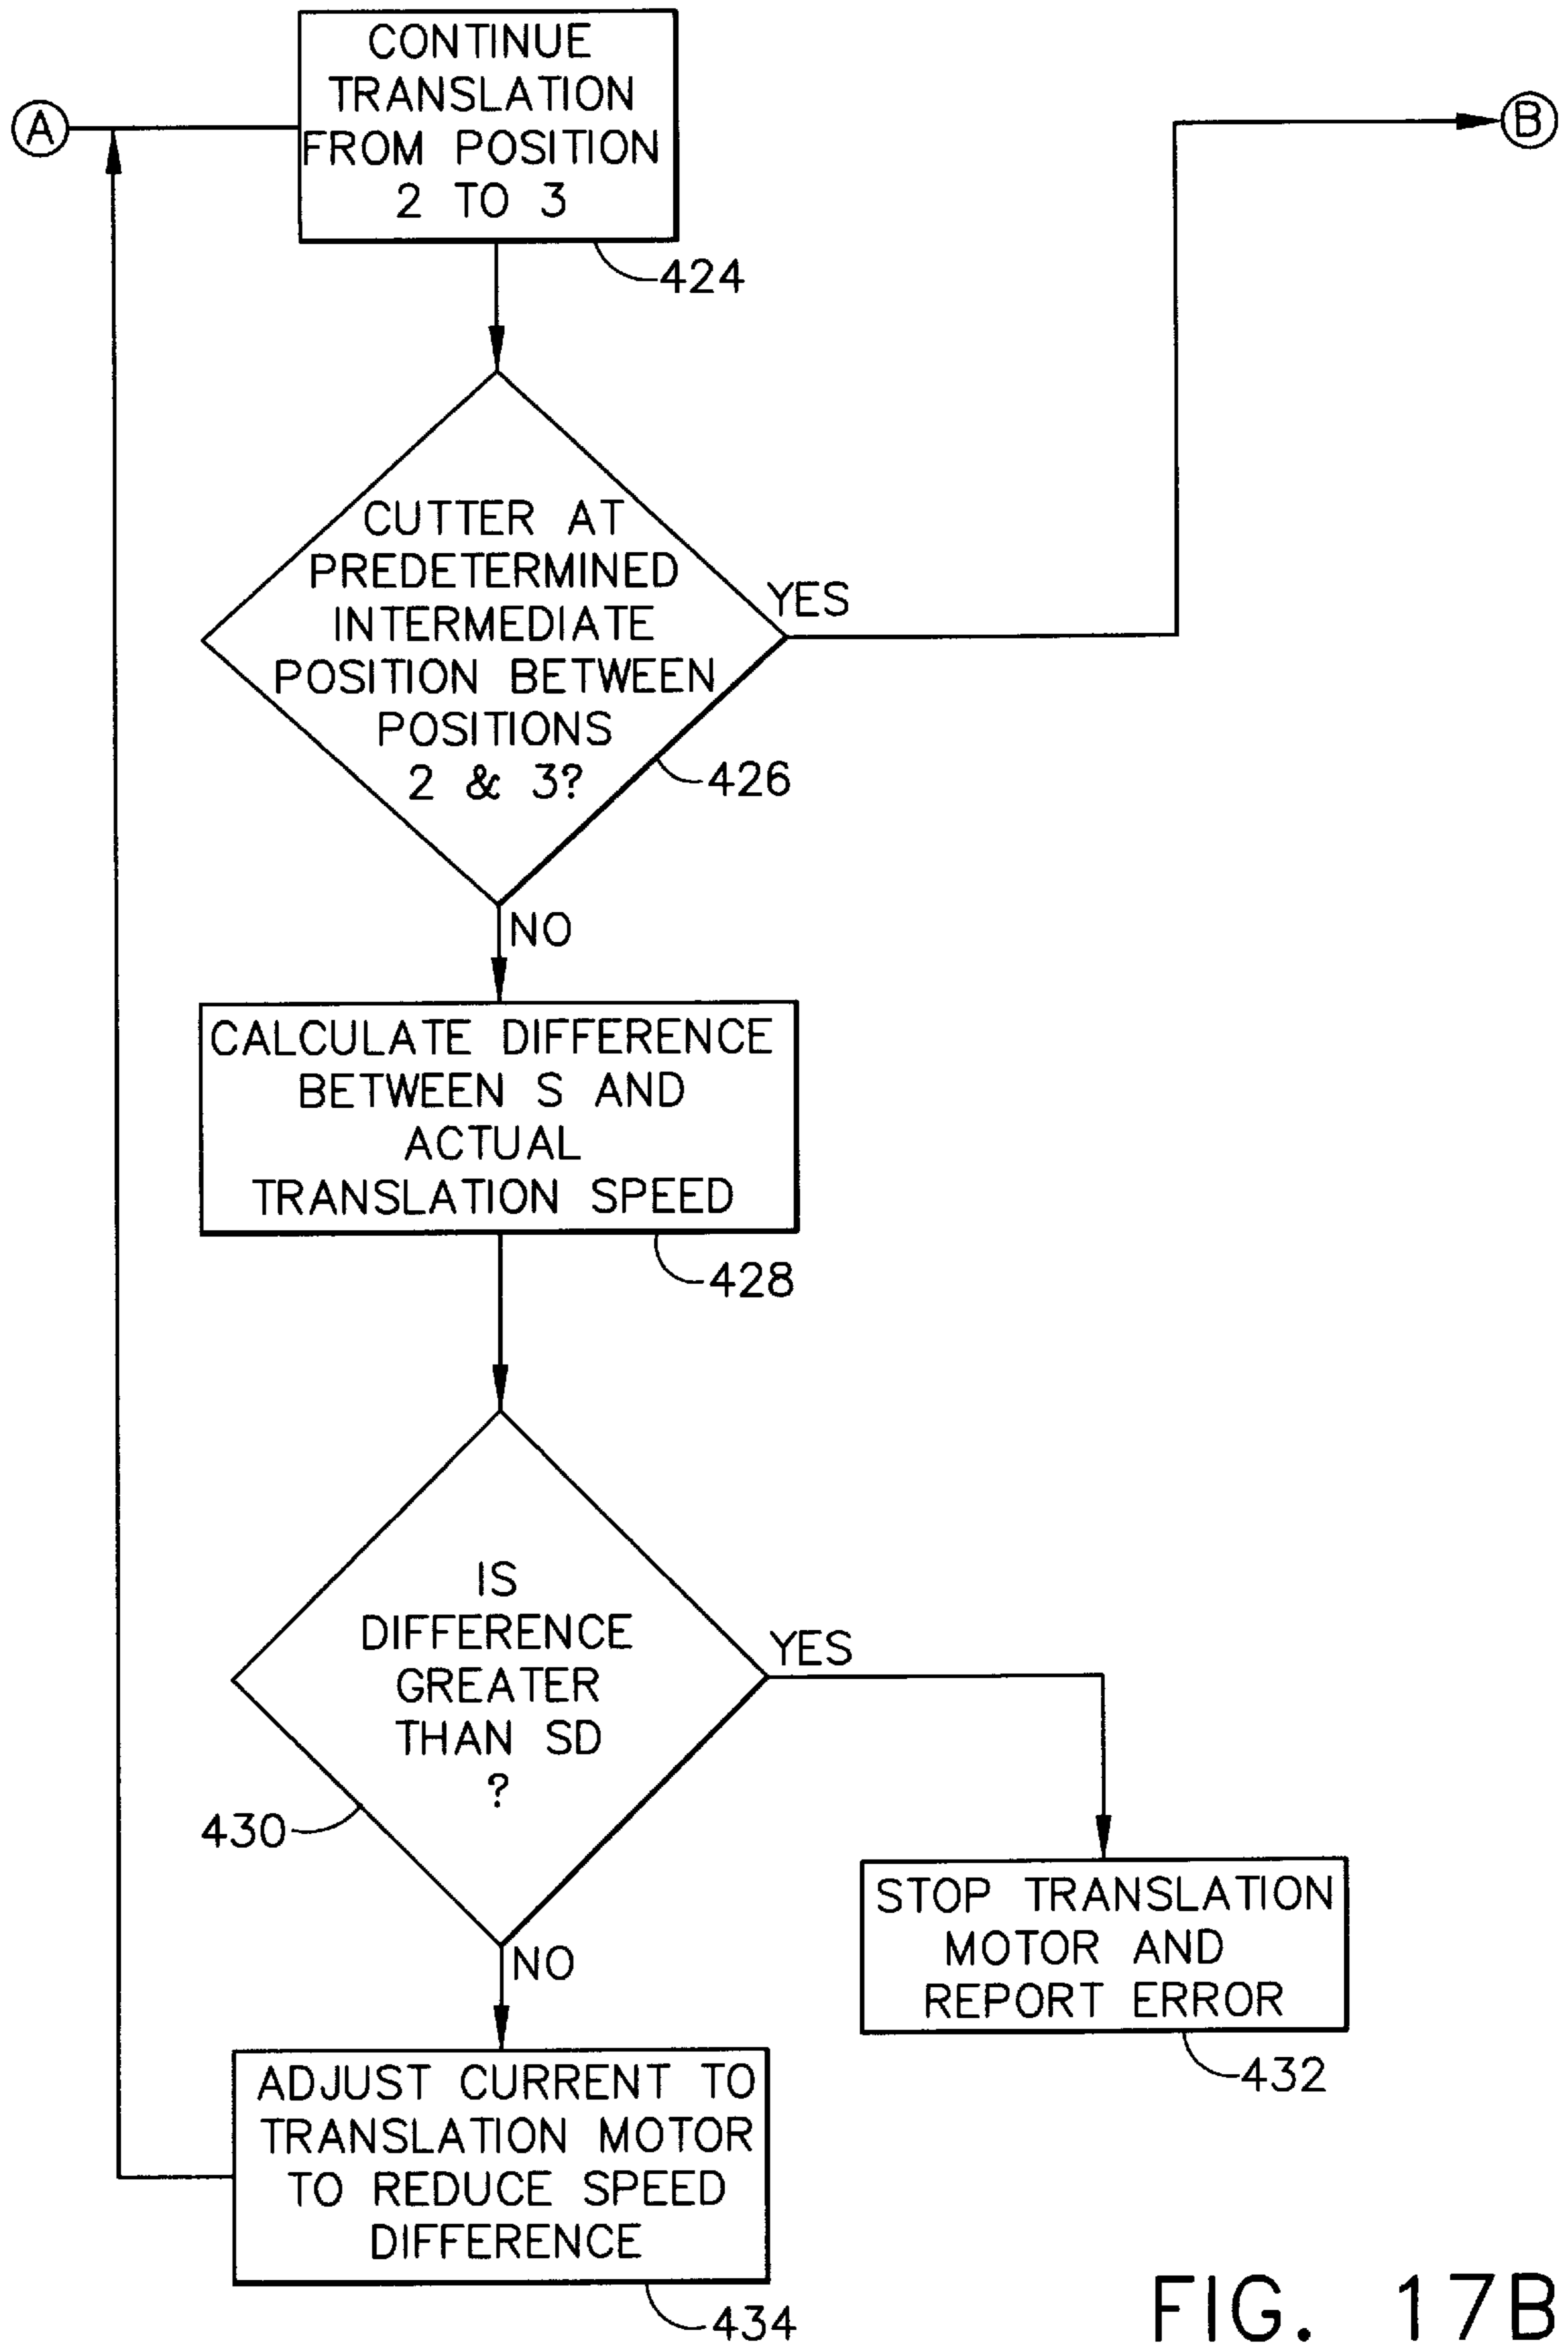 CONTINUE
TRANSLATION
FROM POSITION
2 TO 3
A
B
424
CUTTER AT
PREDETERMINED
INTERMEDIATE
POSITION BETWEEN
POSITIONS
2 & 3?
YES
426
NO
CALCULATE DIFFERENCE
BETWEEN S AND
ACTUAL
TRANSLATION SPEED
428
IS
DIFFERENCE
GREATER
THAN SD
?
YES
430
NO
STOP TRANSLATION
MOTOR AND
REPORT ERROR
432
ADJUST CURRENT TO
TRANSLATION MOTOR
TO REDUCE SPEED
DIFFERENCE
434
FIG. 17B